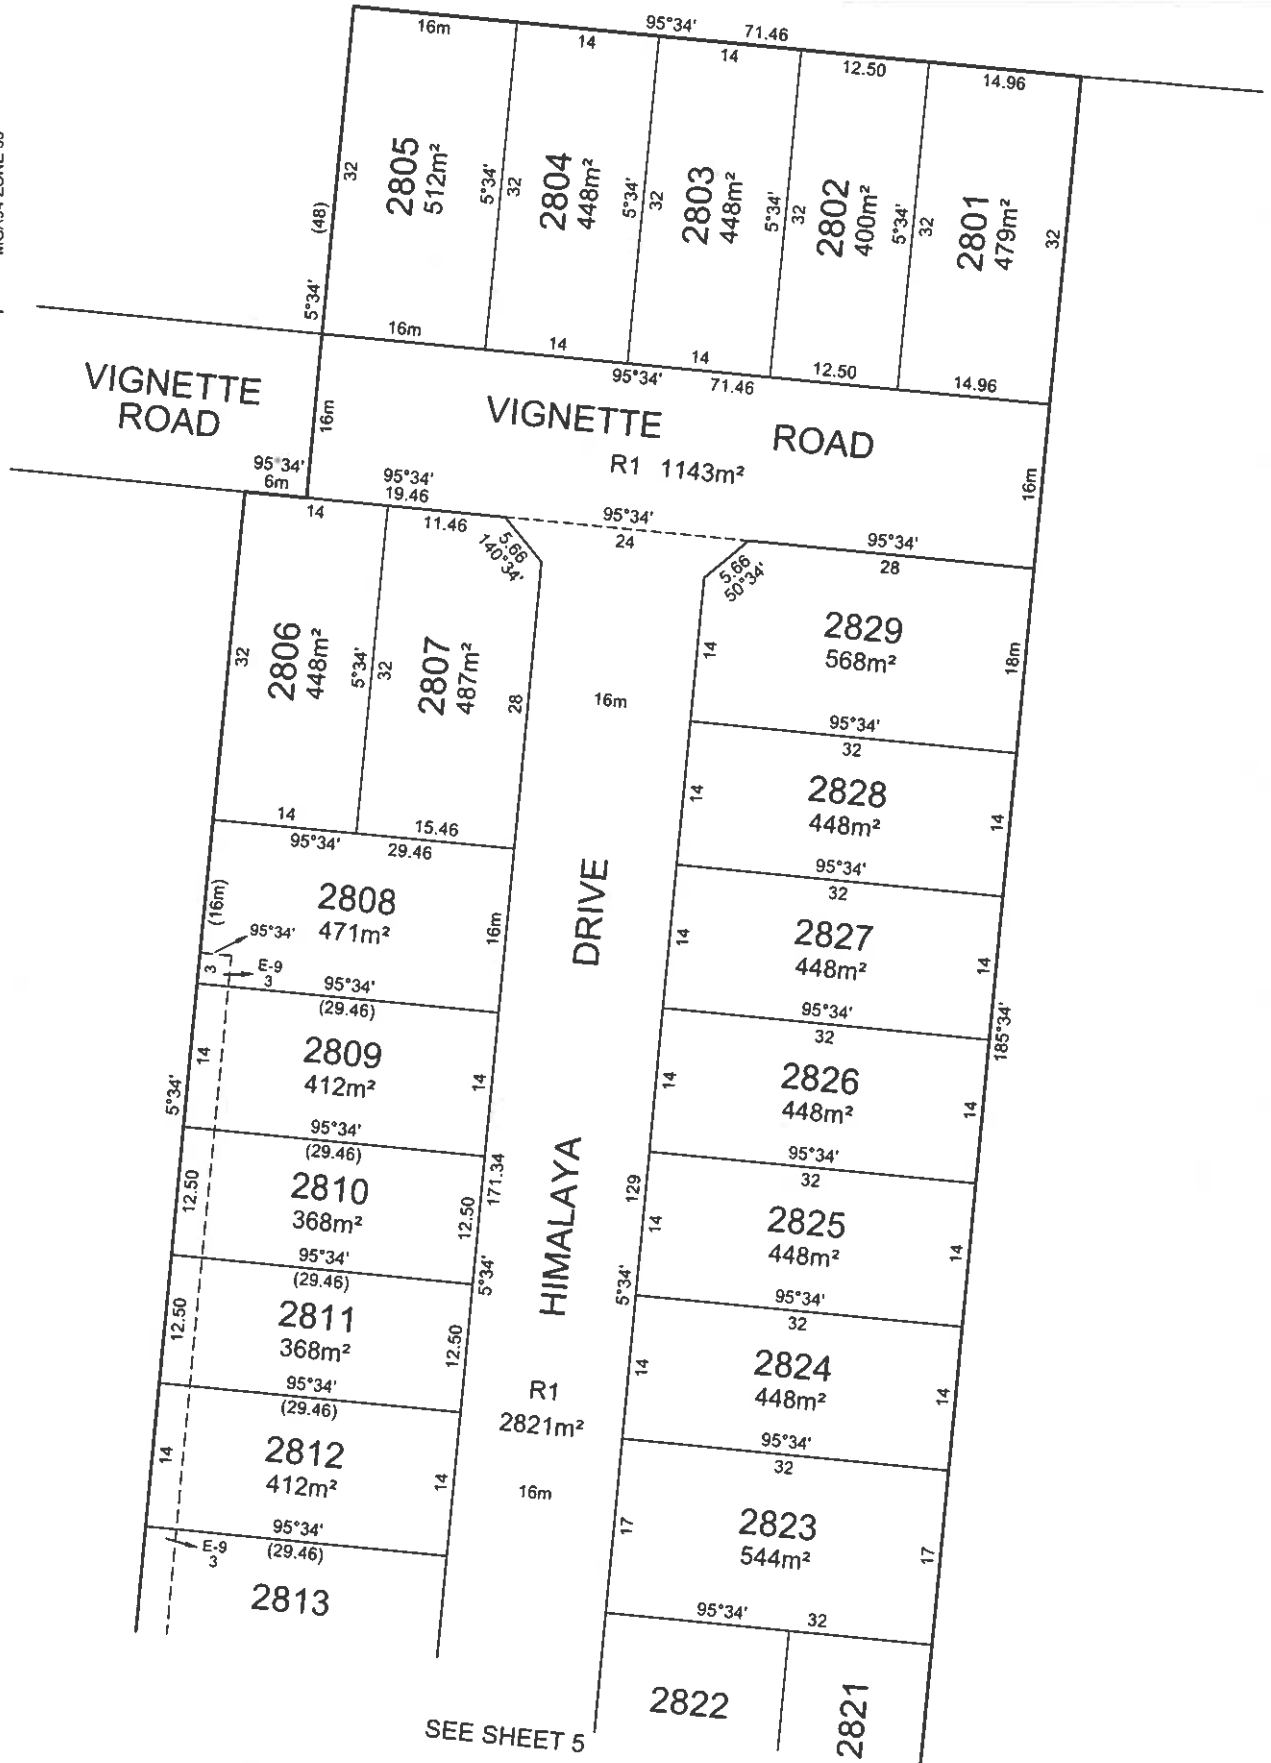 95°34' 71.46
16m
14
14
12.50
14.96
32
2805
512m²
5°34'
32
2804
448m²
5°34'
32
2803
448m²
5°34'
32
2802
400m²
5°34'
32
2801
479m²
32
(48)
5°34'
16m
14
14
12.50
14.96
95°34' 71.46
VIGNETTE
ROAD
16m
VIGNETTE ROAD
R1 1143m²
16m
95°34'
6m
95°34'
19.46
14
11.46
5.66
140°34'
95°34'
24
5.66
50°34'
95°34'
28
32
2806
448m²
5°34'
32
2807
487m²
28
16m
14
2829
568m²
18m
95°34'
32
14
2828
448m²
14
14
15.46
95°34' 29.46
95°34'
32
(16m)
2808
471m²
16m
95°34'
3
E-9
3
95°34'
(29.46)
DRIVE
14
2827
448m²
14
95°34'
32
185°34'
14
2809
412m²
14
5°34'
95°34'
(29.46)
14
2826
448m²
14
95°34'
32
12.50
2810
368m²
12.50
171.34
5°34'
95°34'
(29.46)
HIMALAYA
129
5°34'
14
2825
448m²
14
95°34'
32
12.50
2811
368m²
12.50
95°34'
(29.46)
R1
2821m²
16m
14
2824
448m²
14
95°34'
32
14
2812
412m²
14
95°34'
(29.46)
E-9
3
2813
17
2823
544m²
17
95°34' 32
2822
2821
SEE SHEET 5